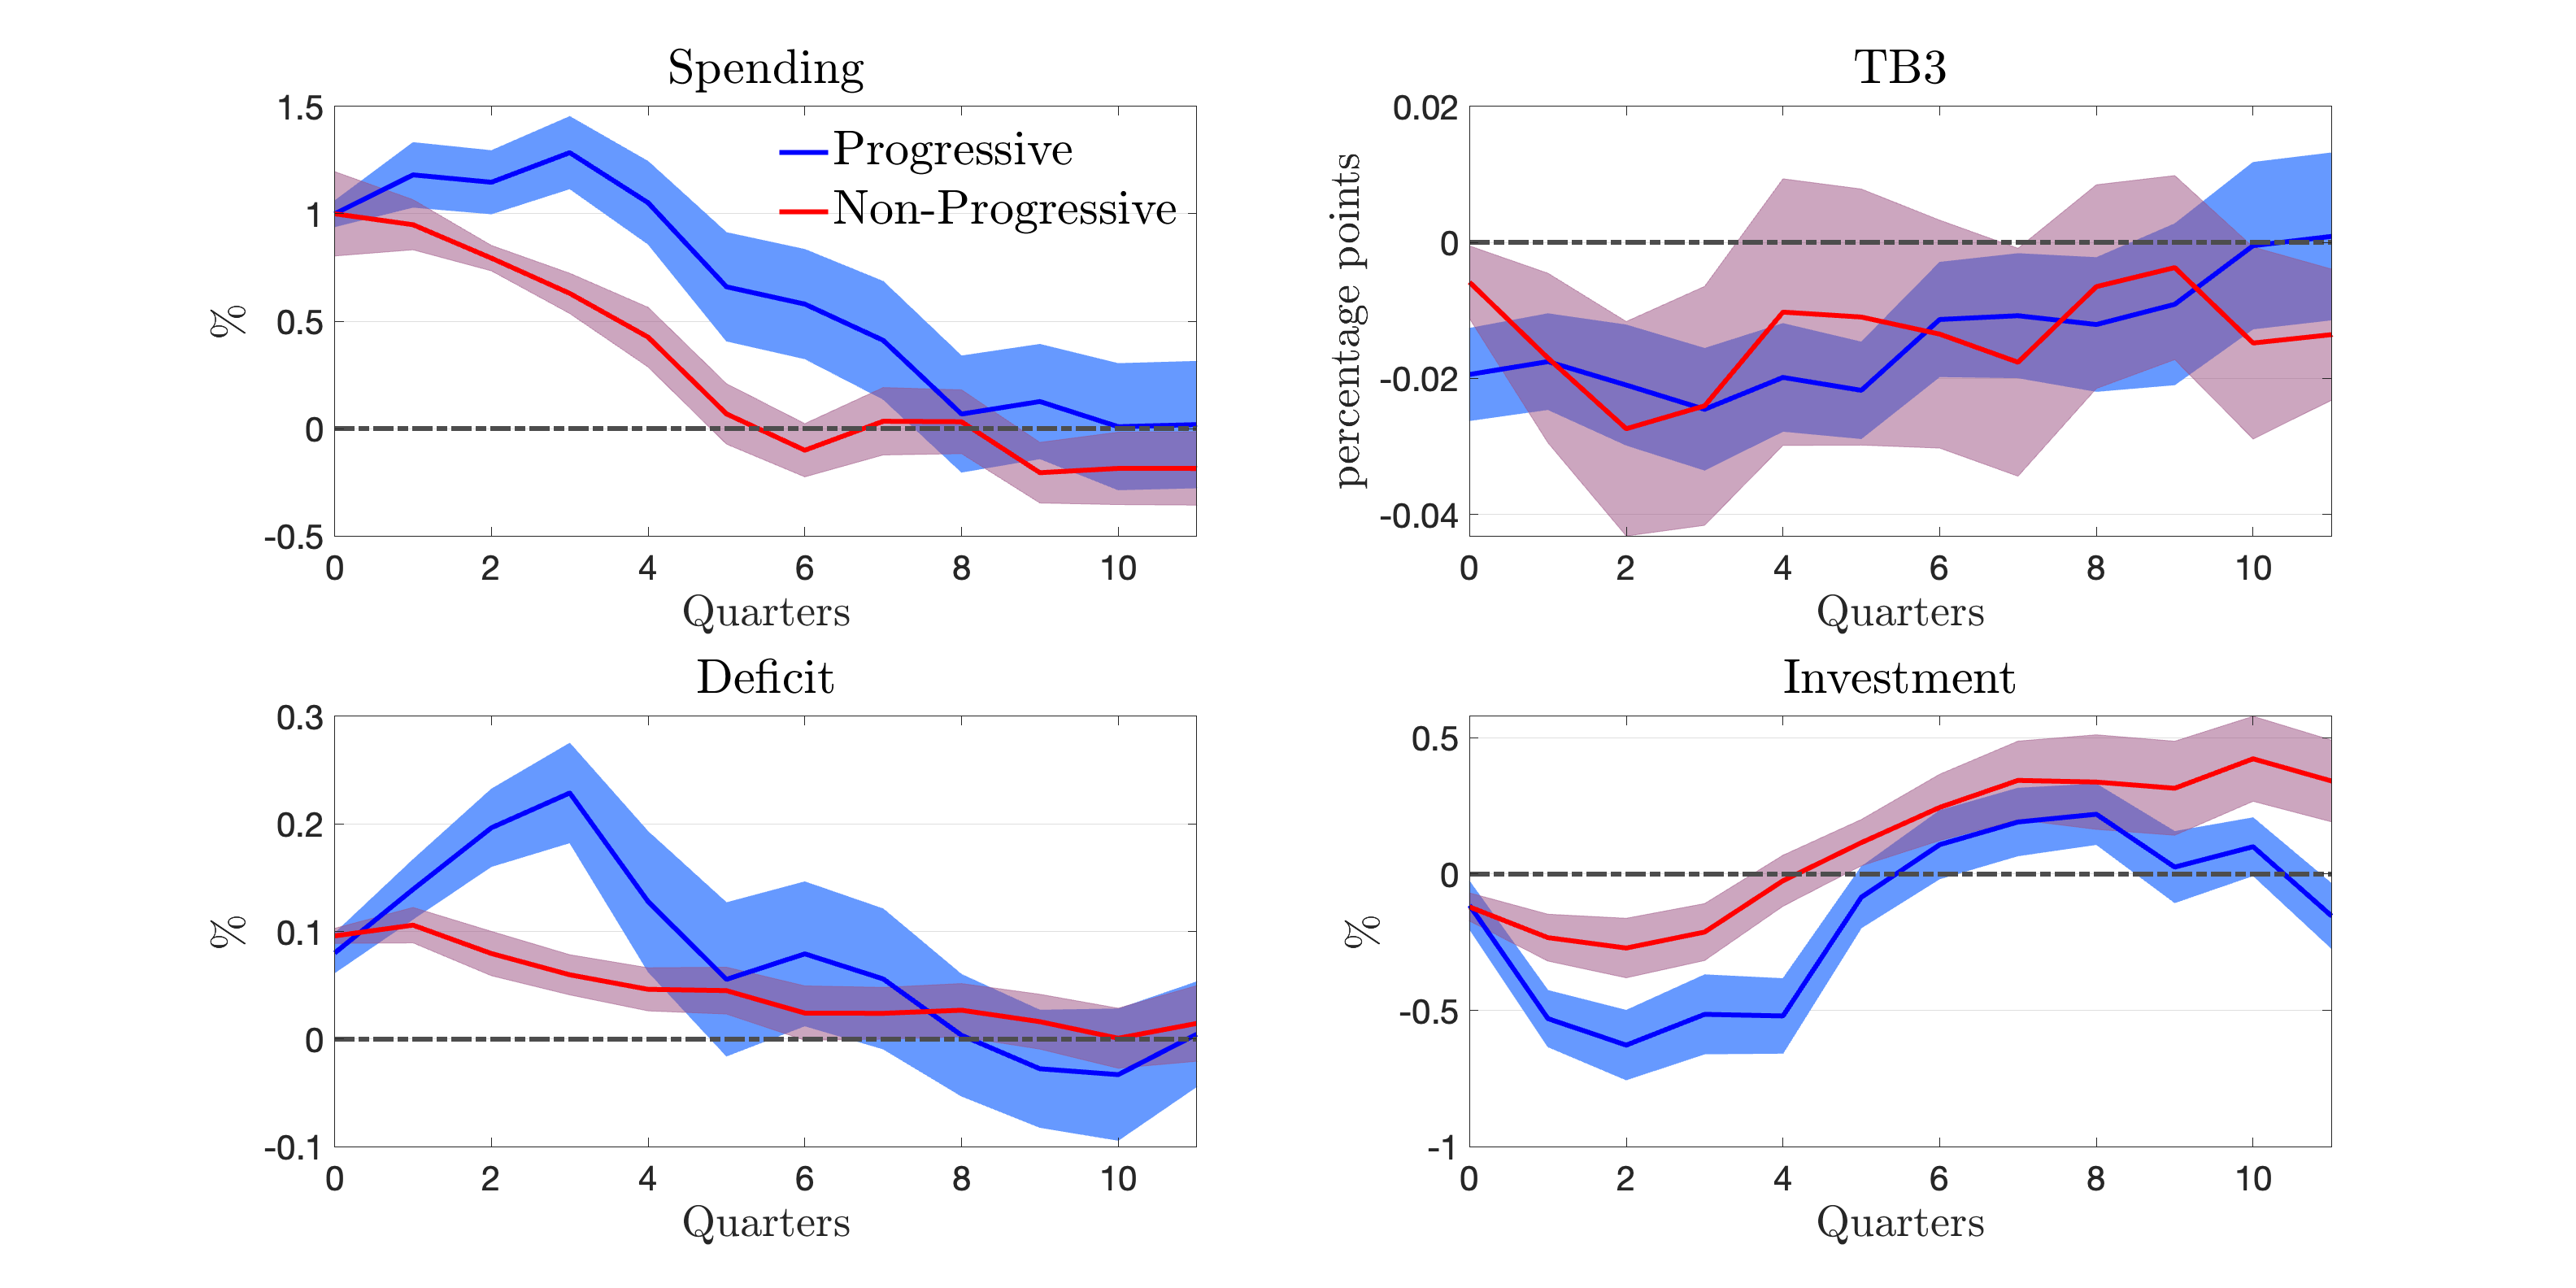 Spending
1.5
1
0.5
0
-0.5
%
Progressive
Non-Progressive
0 2 4 6 8 10
Quarters
TB3
0.02
0
-0.02
-0.04
percentage points
0 2 4 6 8 10
Quarters
Deficit
0.3
0.2
0.1
0
-0.1
%
0 2 4 6 8 10
Quarters
Investment
0.5
0
-0.5
-1
%
0 2 4 6 8 10
Quarters